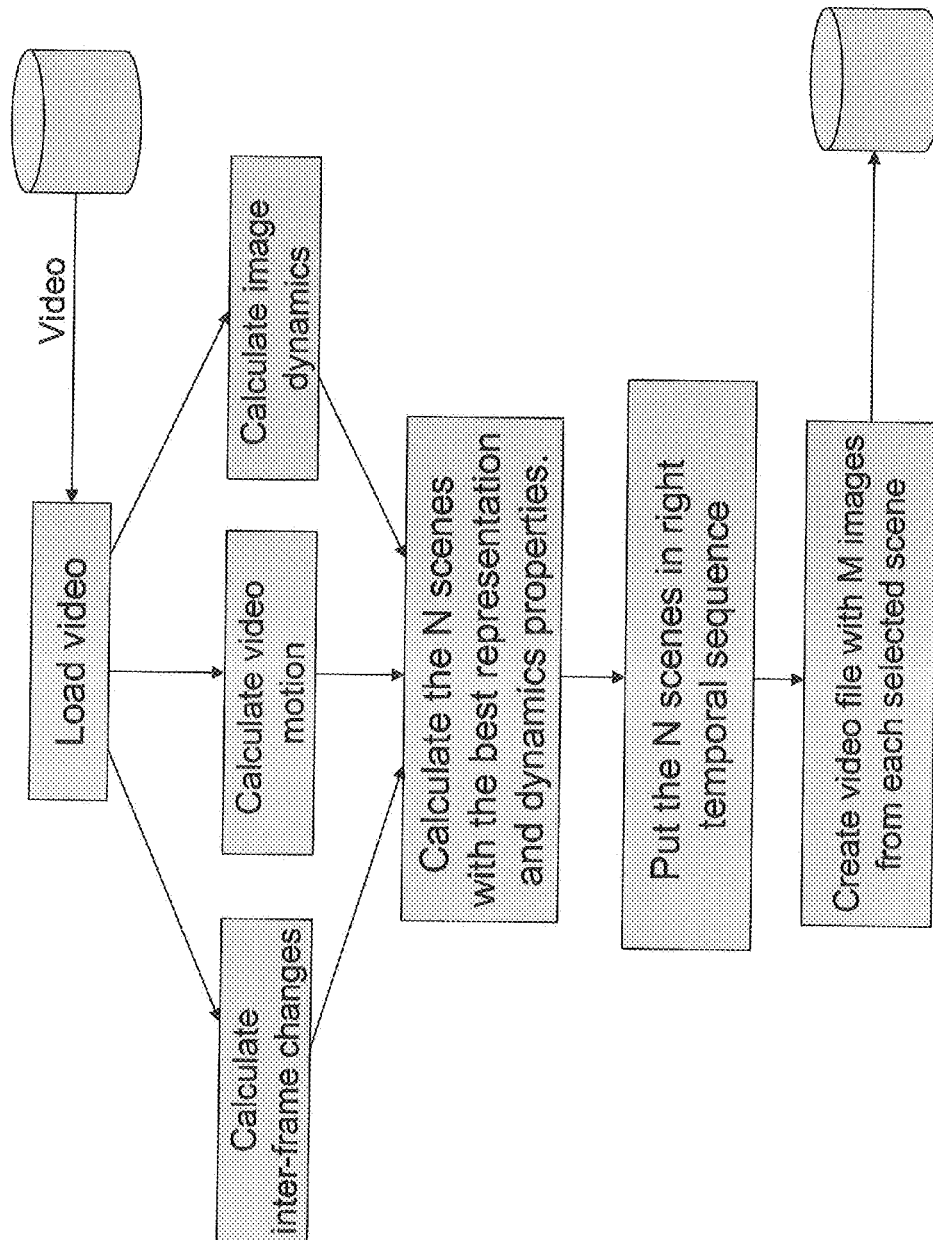 Video
Load video
Calculate
inter-frame changes
Calculate video
motion
Calculate image
dynamics
Calculate the N scenes
with the best representation
and dynamics properties.
Put the N scenes in right
temporal sequence
Create video file with M images
from each selected scene